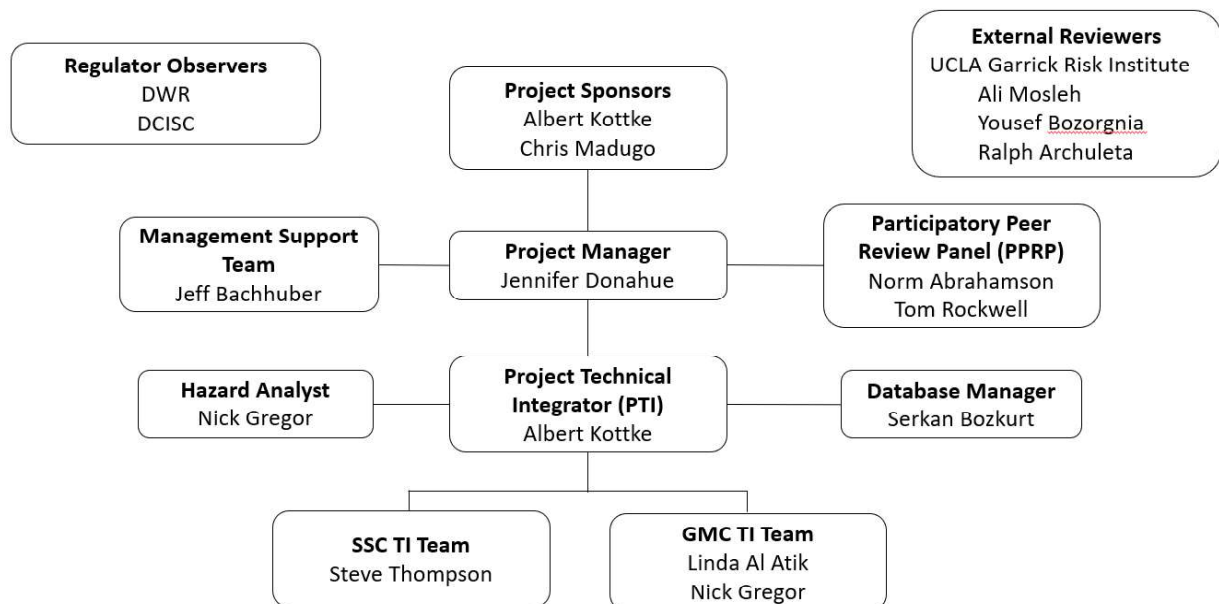 Regulator Observers
DWR
DCISC
Project Sponsors
Albert Kottke
Chris Madugo
External Reviewers
UCLA Garrick Risk Institute
Ali Mosleh
Yousef Bozorgnia
Ralph Archuleta
Management Support
Team
Jeff Bachhuber
Project Manager
Jennifer Donahue
Participatory Peer
Review Panel (PPRP)
Norm Abrahamson
Tom Rockwell
Hazard Analyst
Nick Gregor
Project Technical
Integrator (PTI)
Albert Kottke
Database Manager
Serkan Bozkurt
SSC TI Team
Steve Thompson
GMC TI Team
Linda Al Atik
Nick Gregor